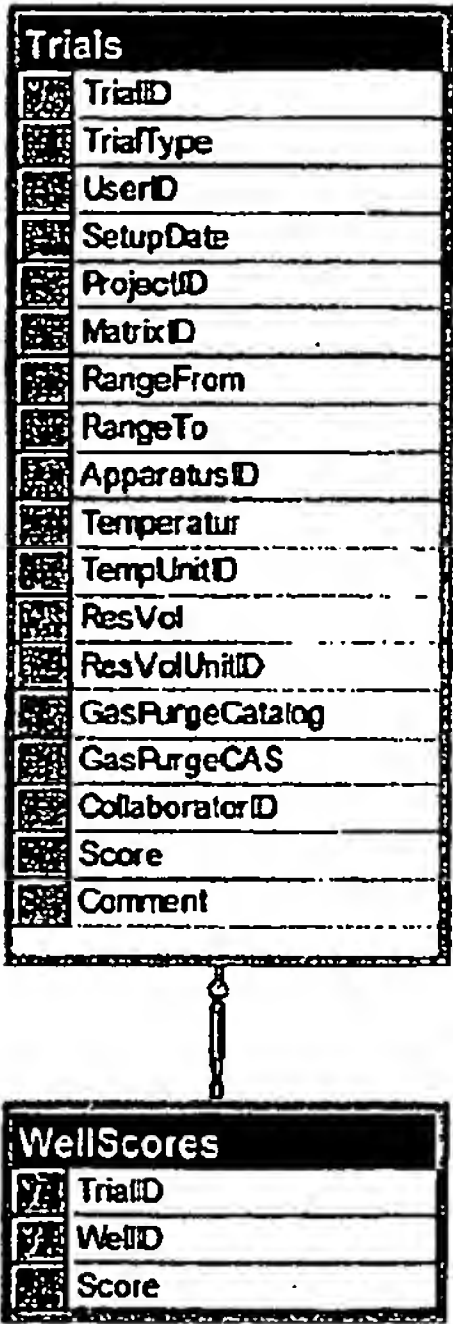 Trials
TrialID
TrialType
UserID
SetupDate
ProjectID
MatrixID
RangeFrom
RangeTo
ApparatusID
Temperatur
TempUnitID
ResVol
ResVolUnitID
GasPurgeCatalog
GasPurgeCAS
CollaboratorID
Score
Comment
WellScores
TrialID
WellID
Score